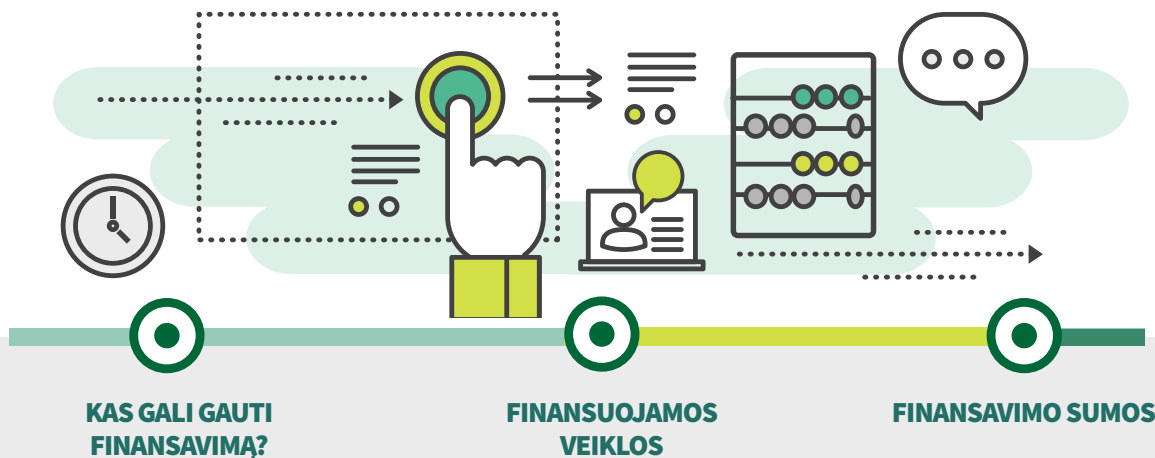 KAS GALI GAUTI
FINANSAVIMĄ?
FINANSUOJAMOS
VEIKLOS
FINANSAVIMO SUMOS